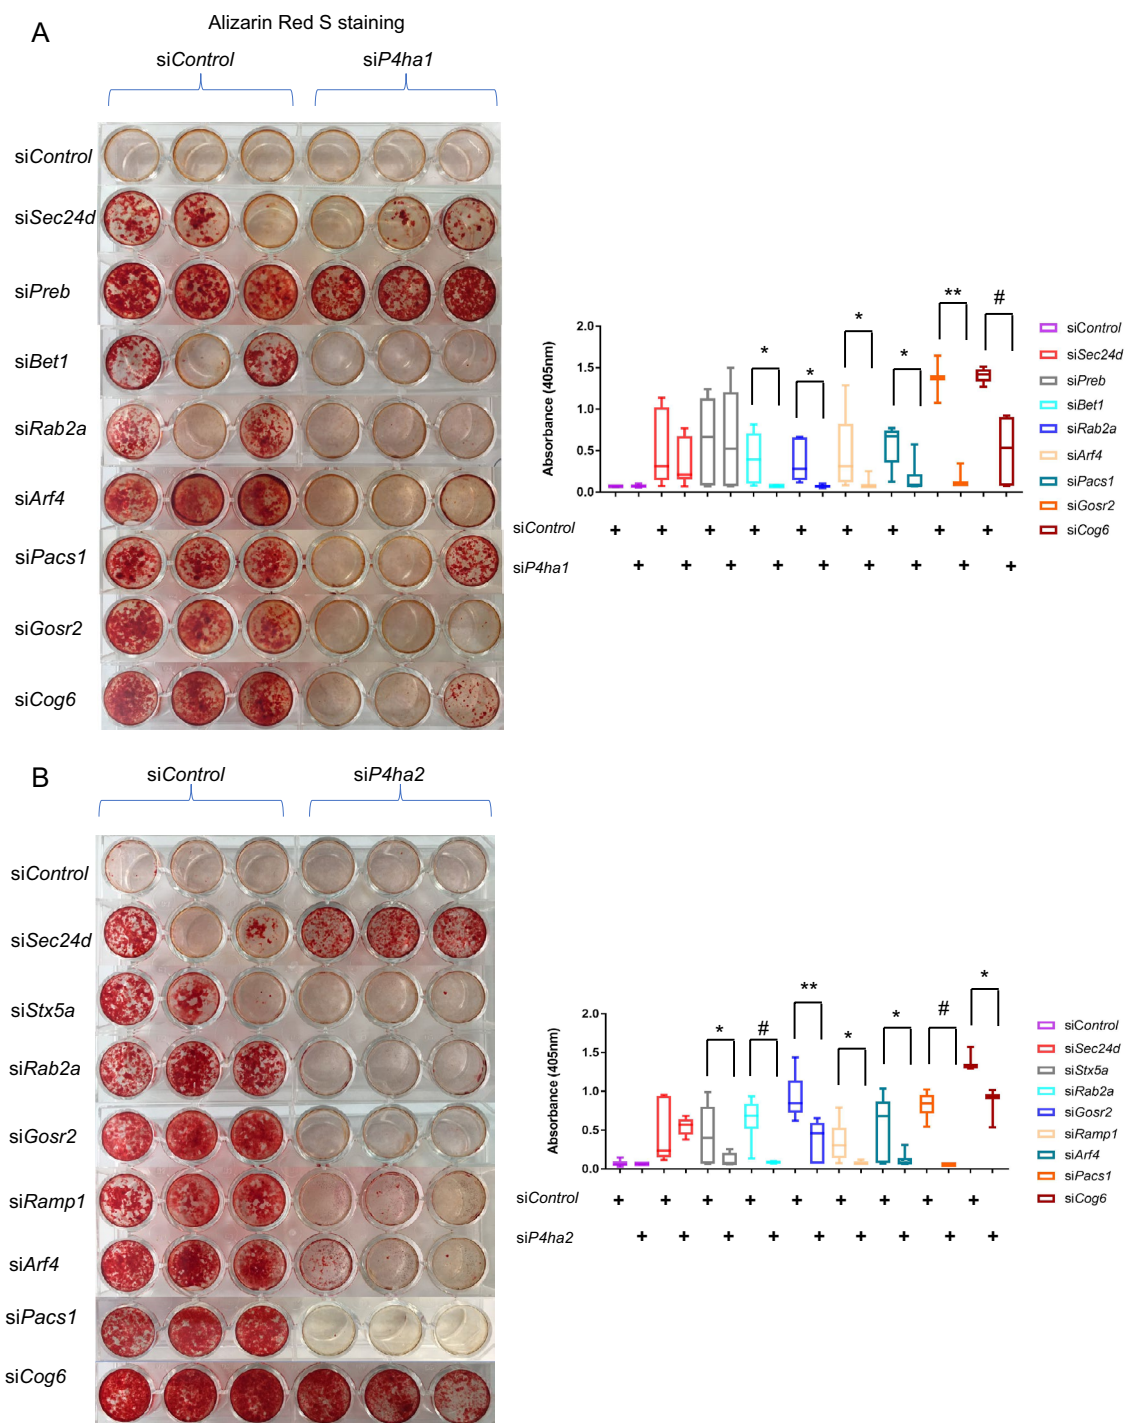 A
Alizarin Red S staining
siControl siP4ha1
siControl
siSec24d
siPreb
siBet1
siRab2a
siArf4
siPacs1
siGosr2
siCog6
* * * * ** #
Absorbance (405nm)
2.0
1.5
1.0
0.5
0.0
siControl + + + + + + + + +
siP4ha1 + + + + + + + + +
siControl
siSec24d
siPreb
siBet1
siRab2a
siArf4
siPacs1
siGosr2
siCog6
B
siControl siP4ha2
siControl
siSec24d
siStx5a
siRab2a
siGosr2
siRamp1
siArf4
siPacs1
siCog6
* # ** * * # *
Absorbance (405nm)
2.0
1.5
1.0
0.5
0.0
siControl + + + + + + + + +
siP4ha2 + + + + + + + + +
siControl
siSec24d
siStx5a
siRab2a
siGosr2
siRamp1
siArf4
siPacs1
siCog6